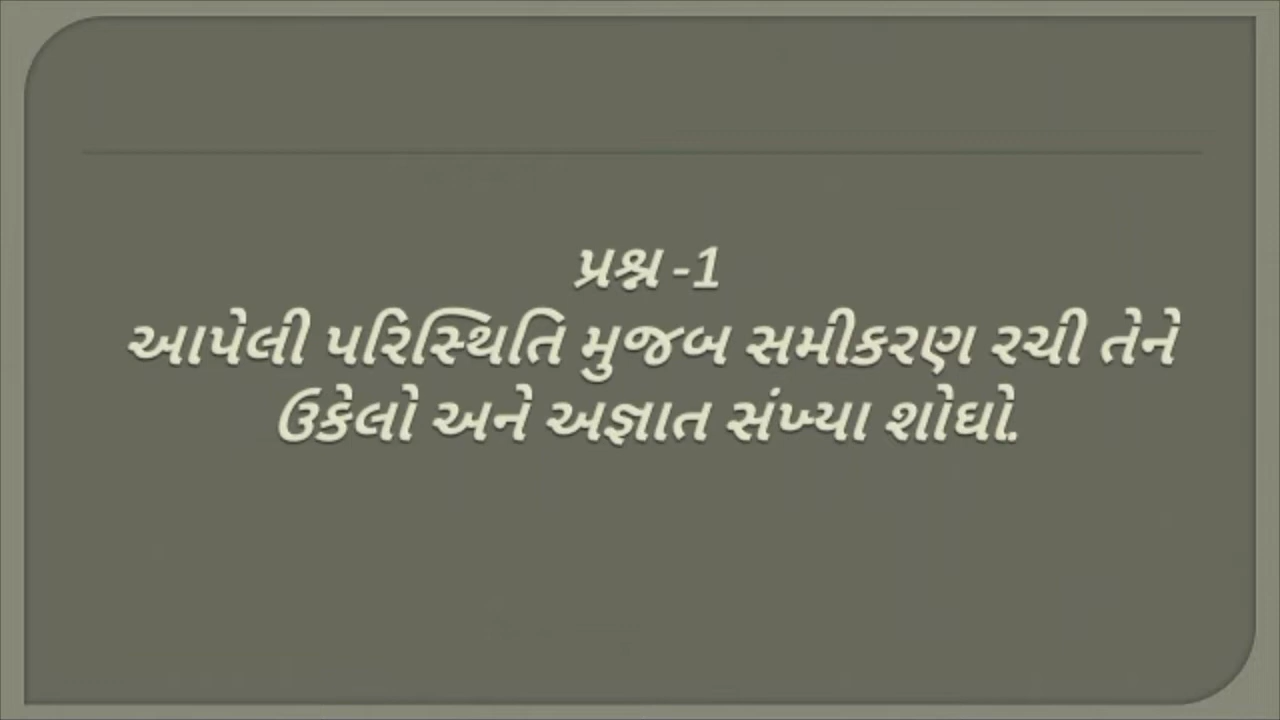 પ્રશ્ન -1
આપેલી પરિસ્થિતિ મુજબ સમીકરણ રચી તેને
ઉકેલો અને અજ્ઞાત સંખ્યા શોધો.